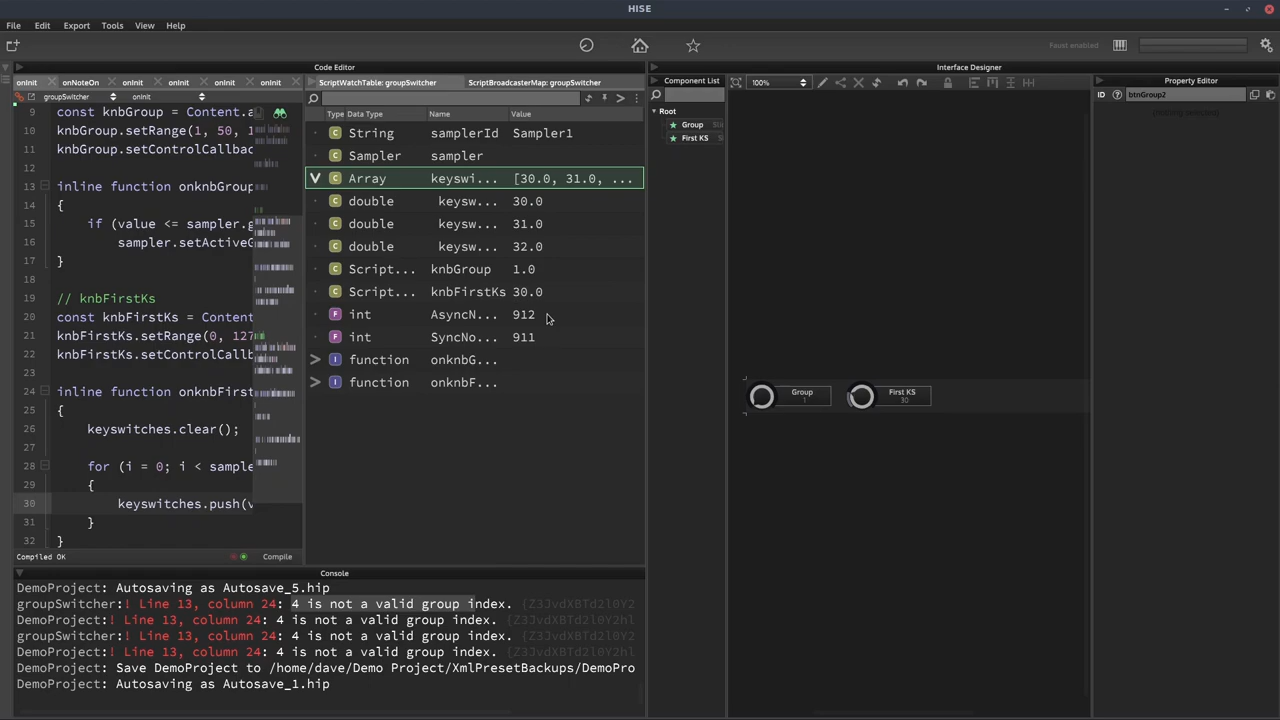 HISE
File Edit Export Tools View Help
Faust enabled
Code Editor
Interface Designer
onInit onNoteOn onInit onInit onInit onInit
groupSwitcher onInit
9 const knbGroup = Content.a
10 knbGroup.setRange(1, 50, 1
11 knbGroup.setControlCallbac
12
13 inline function onknbGroup
14 {
15 if (value <= sampler.g
16 sampler.setActiveG
17 }
18
19 // knbFirstKs
20 const knbFirstKs = Content
21 knbFirstKs.setRange(0, 127
22 knbFirstKs.setControlCallb
23
24 inline function onknbFirst
25 {
26 keyswitches.clear();
27
28 for (i = 0; i < sample
29 {
30 keyswitches.push(v
31 }
32 }
Compiled OK
Compile
ScriptWatchTable: groupSwitcher ScriptBroadcasterMap: groupSwitcher
Type Data Type Name Value
C String samplerId Sampler1
C Sampler sampler
C Array keyswi... [30.0, 31.0, ...
C double keysw... 30.0
C double keysw... 31.0
C double keysw... 32.0
C Script... knbGroup 1.0
C Script... knbFirstKs 30.0
F int AsyncN... 912
F int SyncNo... 911
I function onknbG...
I function onknbF...
Console
DemoProject: Autosaving as Autosave_5.hip
groupSwitcher:! Line 13, column 24: 4 is not a valid group index. {Z3JvdXBTd2l0Y2
DemoProject:! Line 13, column 24: 4 is not a valid group index. {Z3JvdXBTd2l0Y2hl
groupSwitcher:! Line 13, column 24: 4 is not a valid group index. {Z3JvdXBTd2l0Y2
DemoProject:! Line 13, column 24: 4 is not a valid group index. {Z3JvdXBTd2l0Y2hl
DemoProject: Save DemoProject to /home/dave/Demo Project/XmlPresetBackups/DemoPro
DemoProject: Autosaving as Autosave_1.hip
Component List
Root
Group Sli
First KS Sl
100%
Group
1
First KS
30
Property Editor
ID btnGroup2